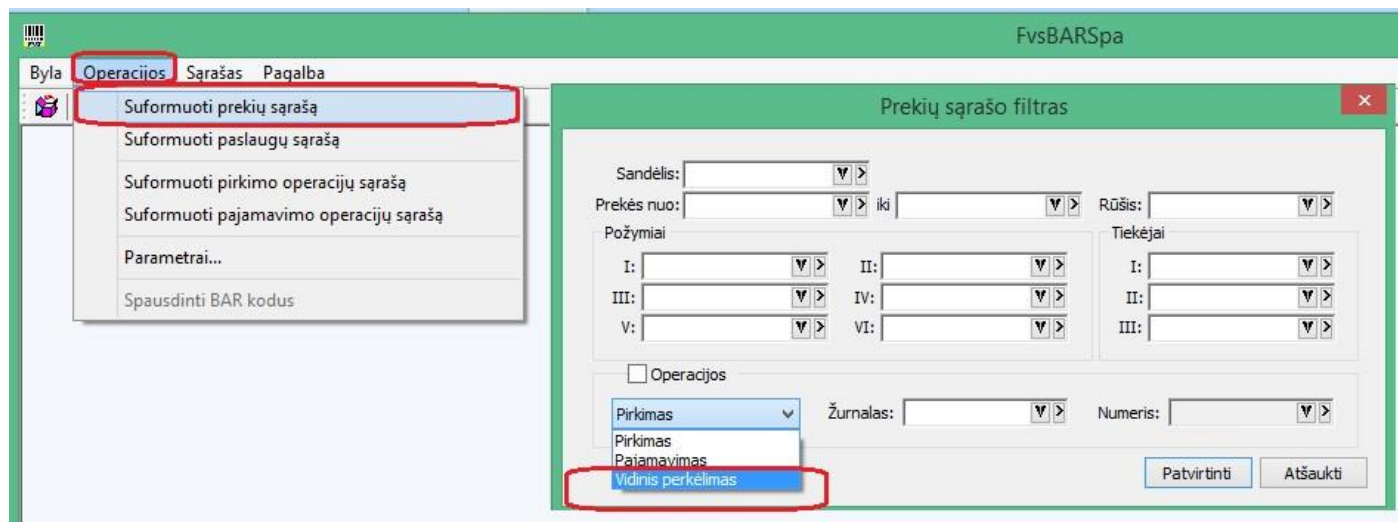 FvsBARSpa
Byla Operacijos Sąrašas Pagalba
Suformuoti prekių sąrašą
Suformuoti paslaugų sąrašą
Suformuoti pirkimo operacijų sąrašą
Suformuoti pajamavimo operacijų sąrašą
Parametrai...
Spausdinti BAR kodus
Prekių sąrašo filtras
Sandėlis:
Prekės nuo: iki Rūšis:
Požymiai Tiekėjai
I: II: I:
III: IV: II:
V: VI: III:
Operacijos
Pirkimas Žurnalas: Numeris:
Pirkimas
Pajamavimas
Vidinis perkėlimas
Patvirtinti Atšaukti